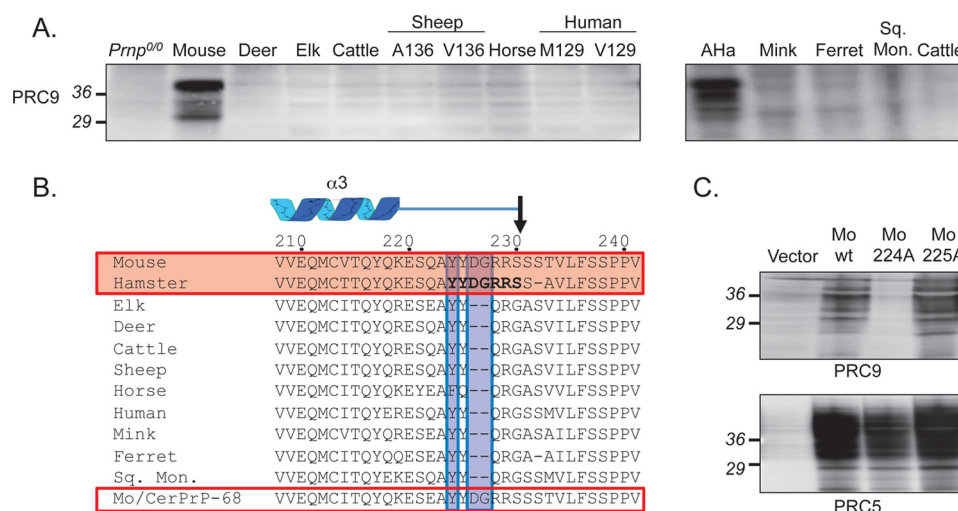 A.
Sheep Human Sq.
Prnp0/0 Mouse Deer Elk Cattle A136 V136 Horse M129 V129 AHa Mink Ferret Mon. Cattle
PRC9 36
29
B.
α3
C.
210 220 230 240
Mouse VVEQMCVTQYQKESQAYYDGRRSSSTVLFSSPPV
Hamster VVEQMCTTQYQKESQAYYDGRRSS-AVLFSSPPV
Elk VVEQMCITQYQRESQAYY--QRGASVILFSSPPV
Deer VVEQMCITQYQRESQAYY--QRGASVILFSSPPV
Cattle VVEQMCITQYQRESQAYY--QRGASVILFSSPPV
Sheep VVEQMCITQYQRESQAYY--QRGASVILFSSPPV
Horse VVEQMCITQYQKEYEAFQ--QRGASVVLFSSPPV
Human VVEQMCITQYERESQAYY--QRGSSMVLFSSPPV
Mink VVEQMCVTQYQRESEAYY--QRGASAILFSSPPV
Ferret VVEQMCITQYQQESEAYY--QRGA-AILFSSPPV
Sq. Mon. VVEQMCITQYEKESQAYY--QRGSSMVLFSSPPV
Mo/CerPrP-68 VVEQMCITQYQKESEAYYDGRRSSSTVLFSSPPV
Vector Mo wt Mo 224A Mo 225A
36
29
PRC9
36
29
PRC5